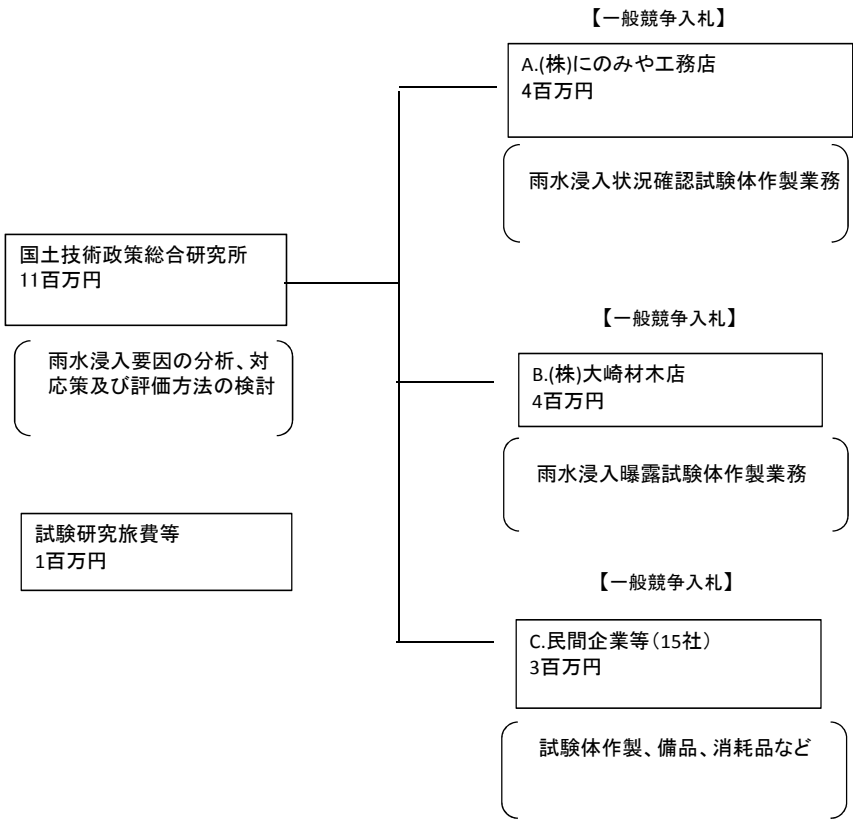 【一般競争入札】
A.(株)にのみや工務店
4百万円
雨水浸入状況確認試験体作製業務
国土技術政策総合研究所
11百万円
雨水浸入要因の分析、対
応策及び評価方法の検討
【一般競争入札】
B.(株)大崎材木店
4百万円
雨水浸入曝露試験体作製業務
試験研究旅費等
1百万円
【一般競争入札】
C.民間企業等(15社)
3百万円
試験体作製、備品、消耗品など